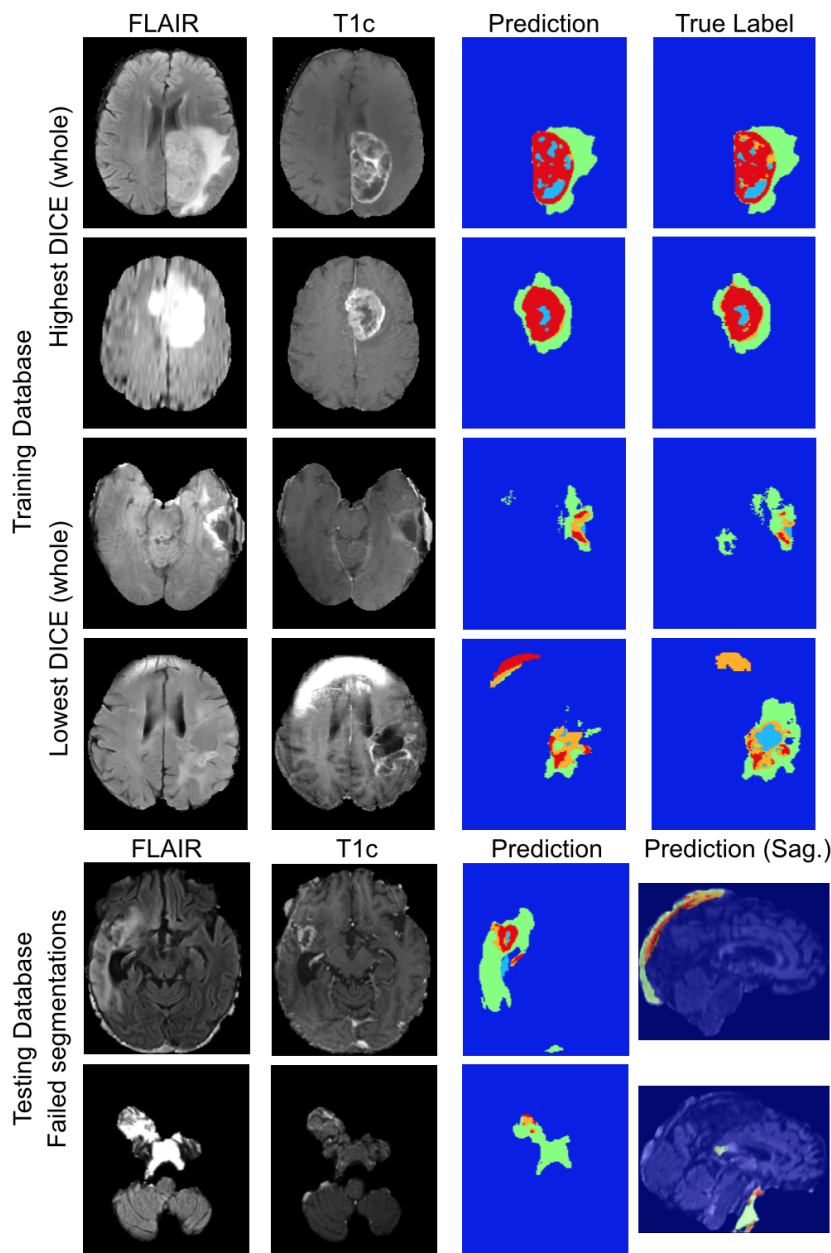 FLAIR T1c Prediction True Label
Training Database
Highest DICE (whole)
Lowest DICE (whole)
FLAIR T1c Prediction Prediction (Sag.)
Testing Database
Failed segmentations